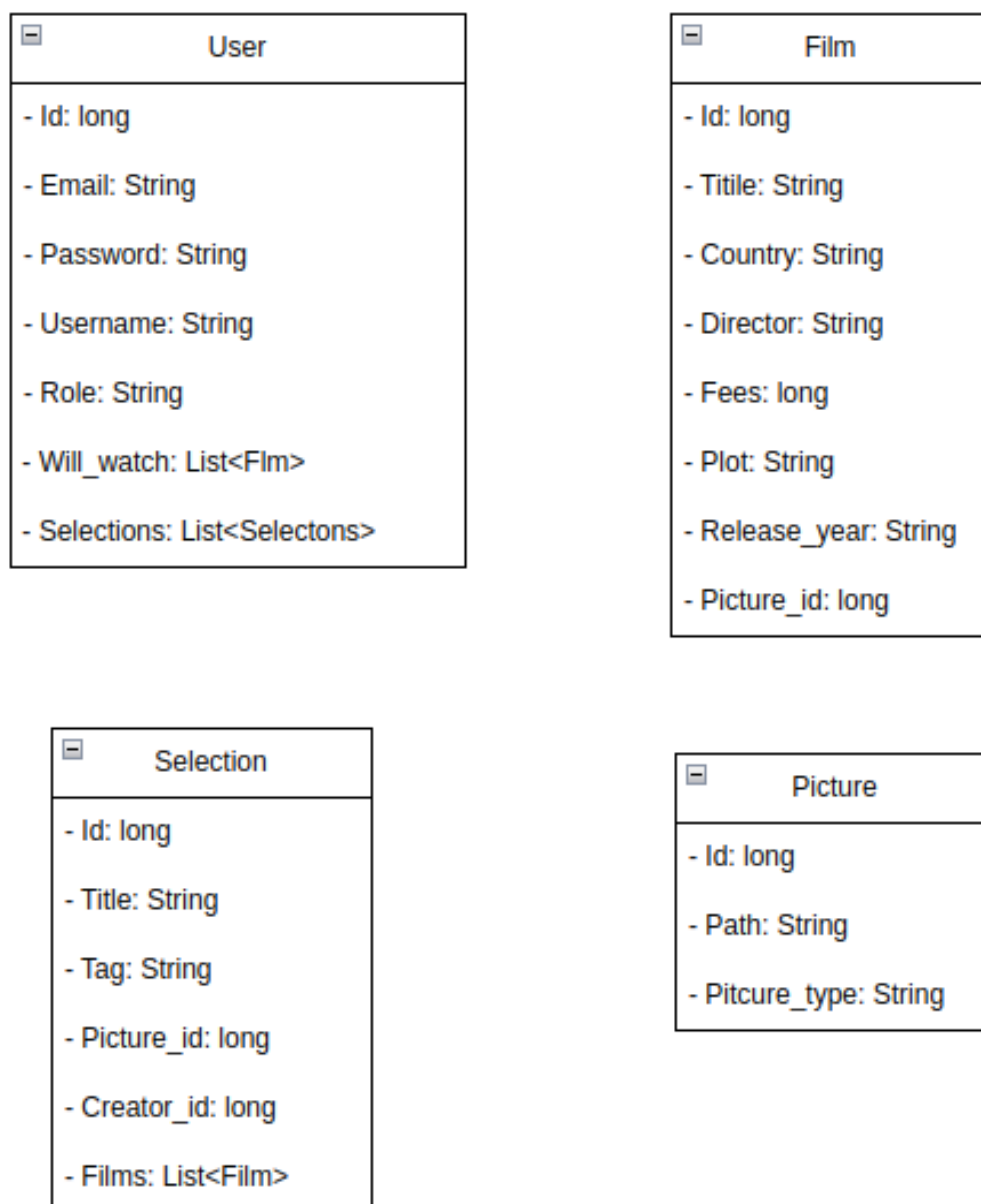 User
- Id: long
- Email: String
- Password: String
- Username: String
- Role: String
- Will_watch: List<Flm>
- Selections: List<Selectons>
Film
- Id: long
- Titile: String
- Country: String
- Director: String
- Fees: long
- Plot: String
- Release_year: String
- Picture_id: long
Selection
- Id: long
- Title: String
- Tag: String
- Picture_id: long
- Creator_id: long
- Films: List<Film>
Picture
- Id: long
- Path: String
- Pitcure_type: String